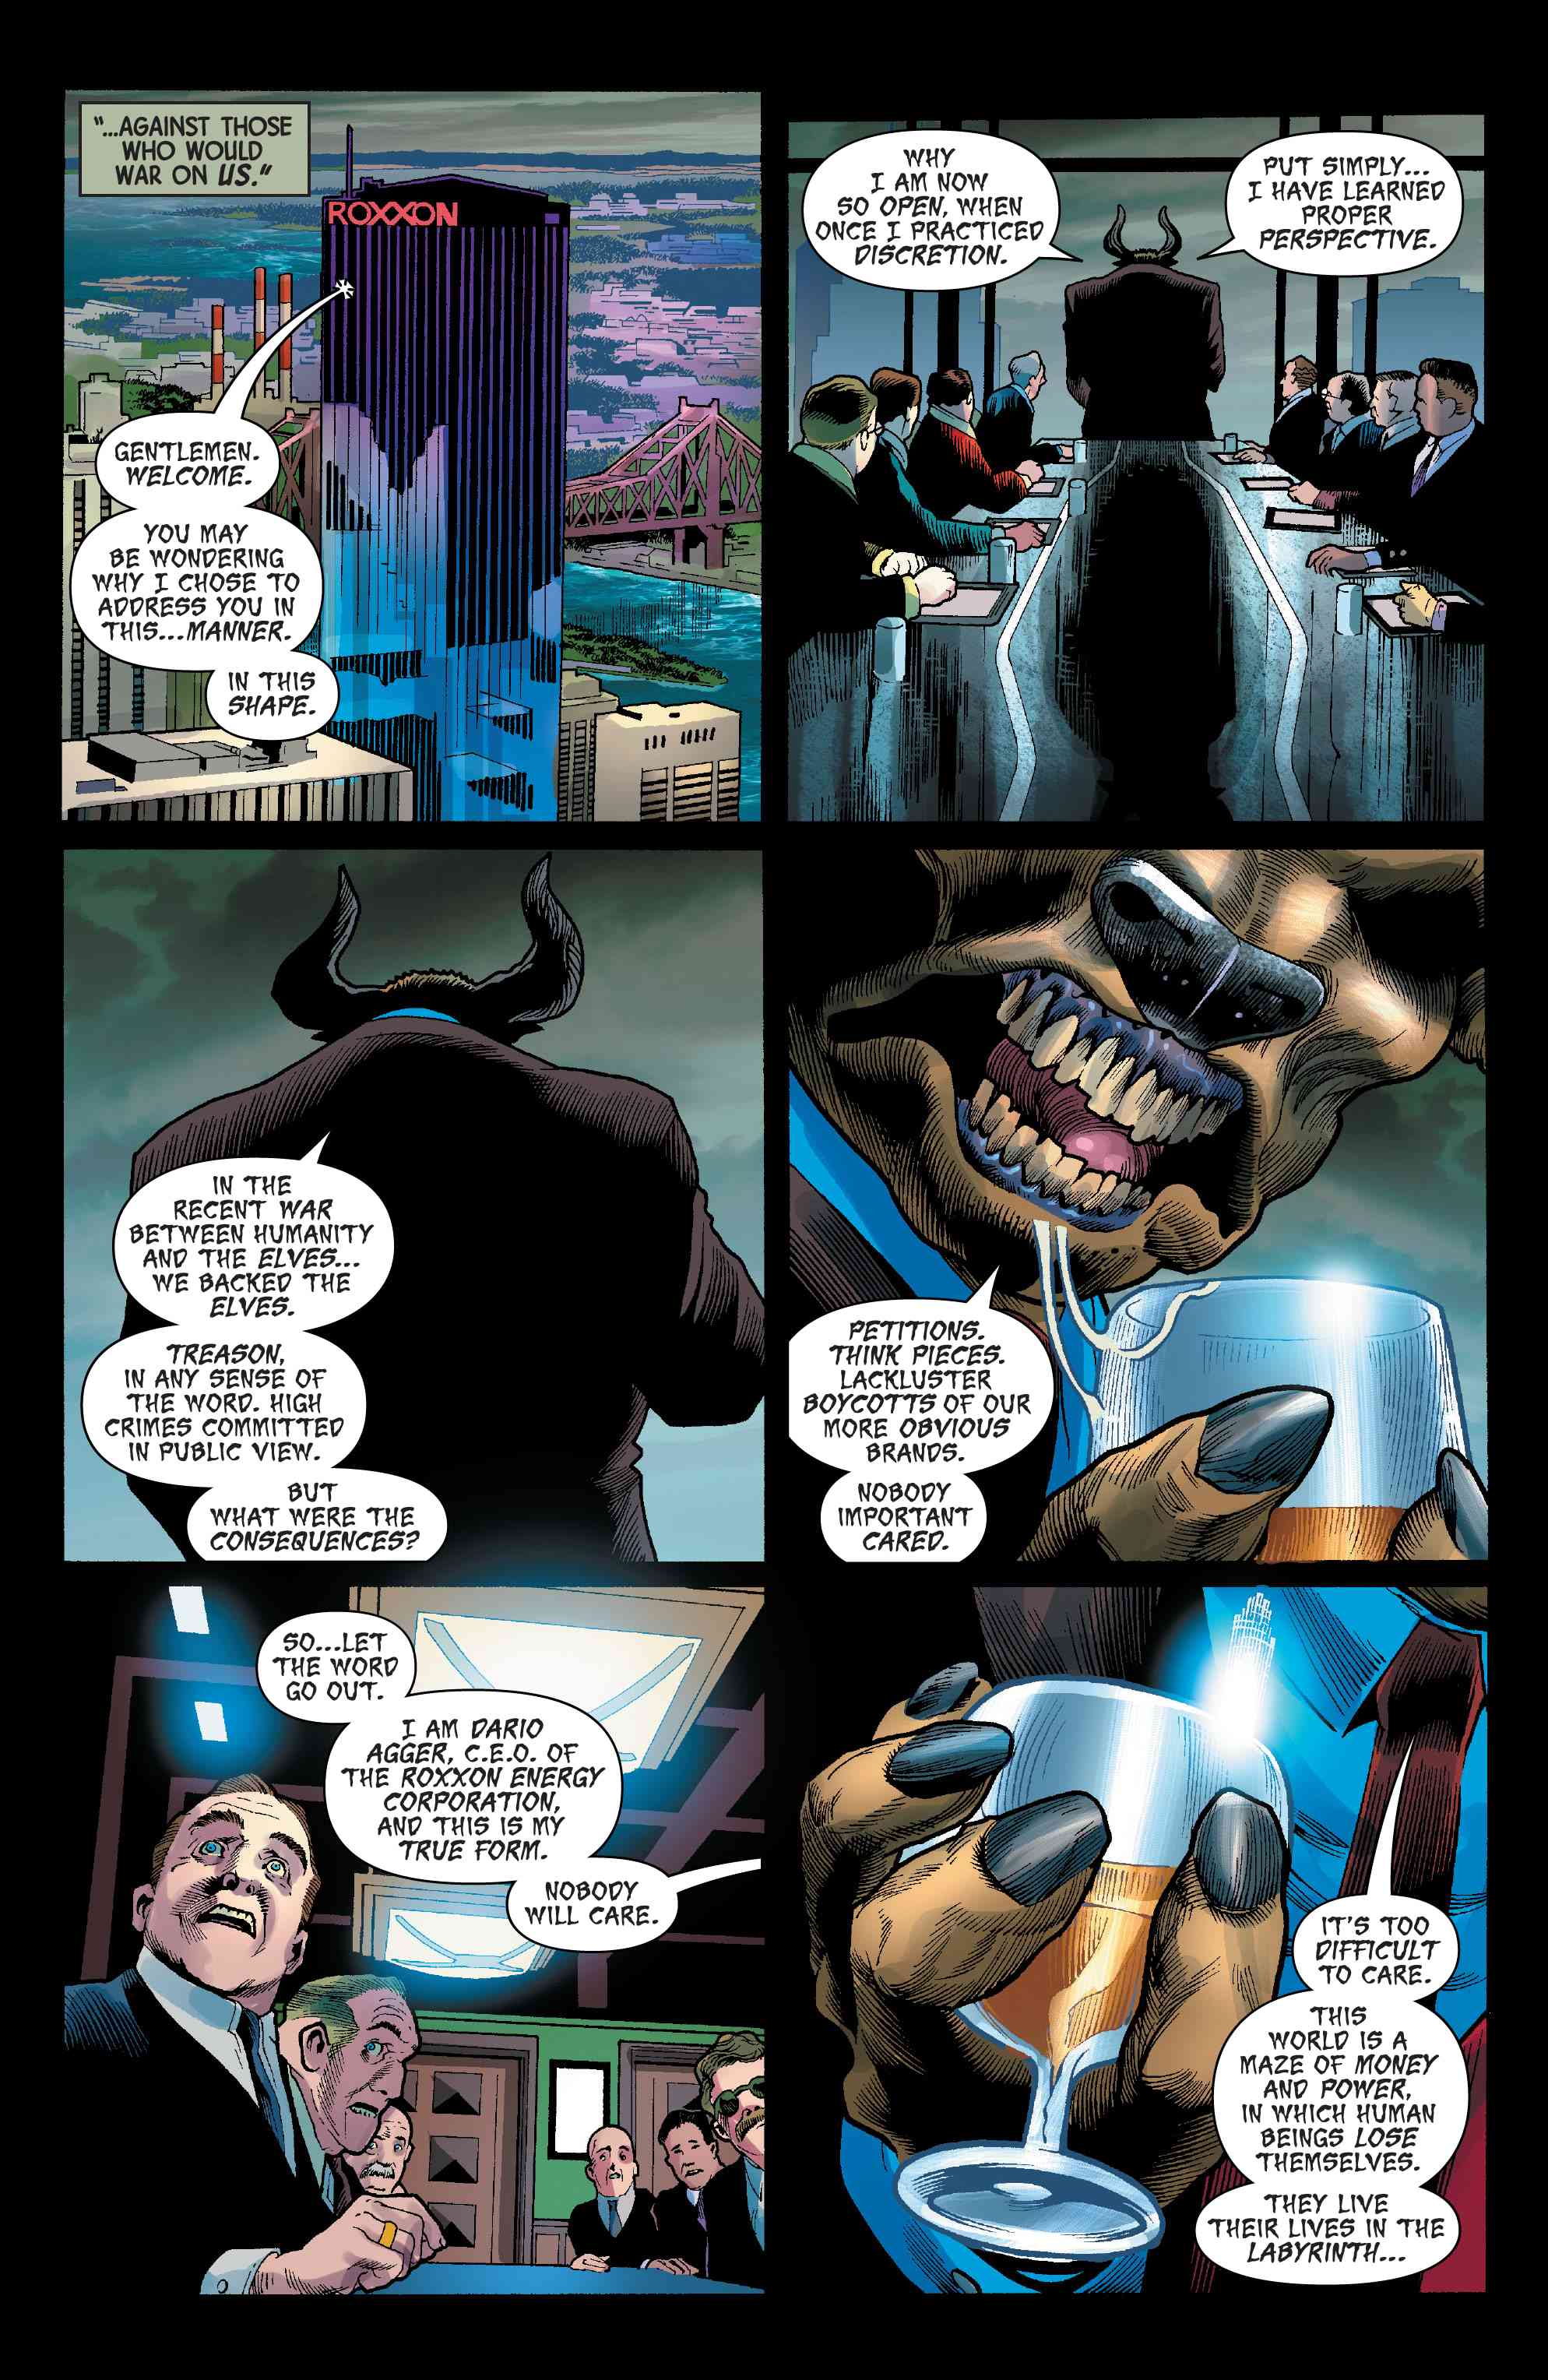 "...AGAINST THOSE
WHO WOULD
WAR ON US."
ROXXON
GENTLEMEN.
WELCOME.
YOU MAY
BE WONDERING
WHY I CHOSE TO
ADDRESS YOU IN
THIS...MANNER.
IN THIS
SHAPE.
WHY
I AM NOW
SO OPEN, WHEN
ONCE I PRACTICED
DISCRETION.
PUT SIMPLY...
I HAVE LEARNED
PROPER
PERSPECTIVE.
IN THE
RECENT WAR
BETWEEN HUMANITY
AND THE ELVES...
WE BACKED THE
ELVES.
TREASON,
IN ANY SENSE OF
THE WORD. HIGH
CRIMES COMMITTED
IN PUBLIC VIEW.
BUT
WHAT WERE THE
CONSEQUENCES?
PETITIONS.
THINK PIECES.
LACKLUSTER
BOYCOTTS OF OUR
MORE OBVIOUS
BRANDS.
NOBODY
IMPORTANT
CARED.
SO...LET
THE WORD
GO OUT.
I AM DARIO
AGGER, C.E.O. OF
THE ROXXON ENERGY
CORPORATION,
AND THIS IS MY
TRUE FORM.
NOBODY
WILL CARE.
IT'S TOO
DIFFICULT
TO CARE.
THIS
WORLD IS A
MAZE OF MONEY
AND POWER,
IN WHICH HUMAN
BEINGS LOSE
THEMSELVES.
THEY LIVE
THEIR LIVES IN THE
LABYRINTH...